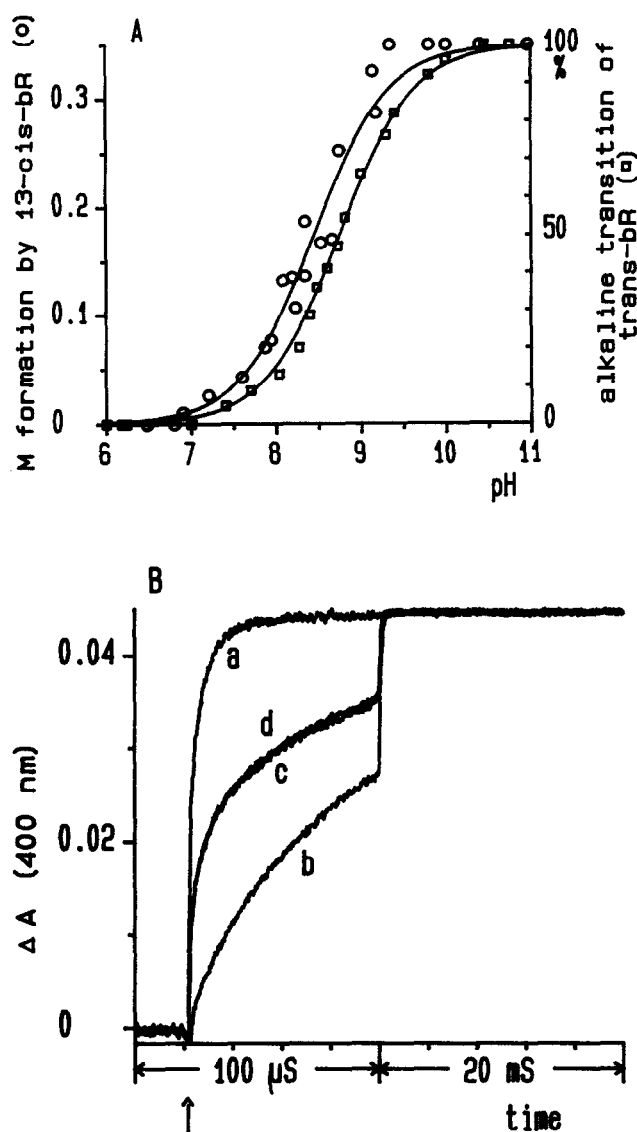 A
M formation by 13-cis-bR (o)
0.3
0.2
0.1
0
100
%
50
0
alkaline transition of
trans-bR (□)
6 7 8 9 10 11
pH
B
Δ A (400 nm)
0.04
0.02
0
a
d
c
b
100 μS
20 mS
time